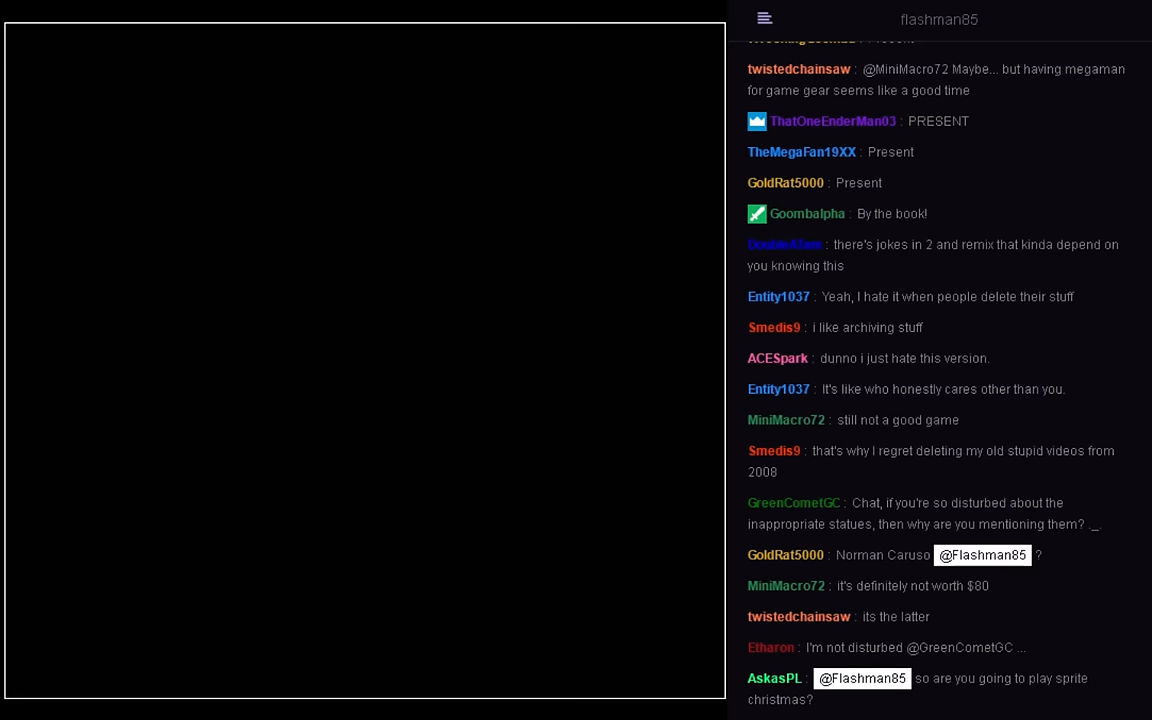 flashman85
twistedchainsaw : @MiniMacro72 Maybe... but having megaman
for game gear seems like a good time
ThatOneEnderMan03 : PRESENT
TheMegaFan19XX : Present
GoldRat5000 : Present
Goombalpha : By the book!
: there's jokes in 2 and remix that kinda depend on
you knowing this
Entity1037 : Yeah, I hate it when people delete their stuff
Smedis9 : i like archiving stuff
ACESpark : dunno i just hate this version.
Entity1037 : It's like who honestly cares other than you.
MiniMacro72 : still not a good game
Smedis9 : that's why I regret deleting my old stupid videos from
2008
GreenCometGC : Chat, if you're so disturbed about the
inappropriate statues, then why are you mentioning them? ._.
GoldRat5000 : Norman Caruso @Flashman85 ?
MiniMacro72 : it's definitely not worth $80
twistedchainsaw : its the latter
Etharon : I'm not disturbed @GreenCometGC ...
AskasPL : @Flashman85 so are you going to play sprite
christmas?